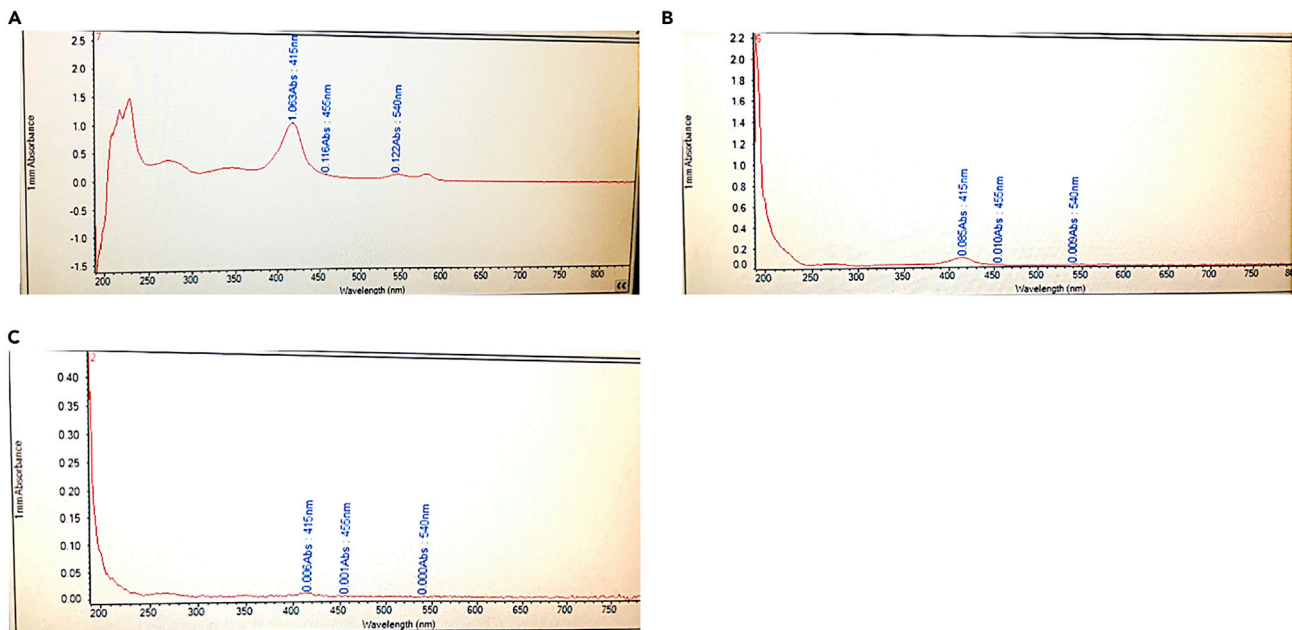 A
7
1mm Absorbance
2.5
2.0
1.5
1.0
0.5
0.0
-0.5
-1.0
-1.5
1.063Abs : 415nm
0.116Abs : 455nm
0.122Abs : 540nm
200 250 300 350 400 450 500 550 600 650 700 750 800
Wavelength (nm)
B
6
1mm Absorbance
2.2
2.0
1.8
1.6
1.4
1.2
1.0
0.8
0.6
0.4
0.2
0.0
0.085Abs : 415nm
0.010Abs : 455nm
0.009Abs : 540nm
200 250 300 350 400 450 500 550 600 650 700 750 800
Wavelength (nm)
C
2
1mm Absorbance
0.40
0.35
0.30
0.25
0.20
0.15
0.10
0.05
0.00
0.006Abs : 415nm
0.001Abs : 455nm
0.000Abs : 540nm
200 250 300 350 400 450 500 550 600 650 700 750
Wavelength (nm)